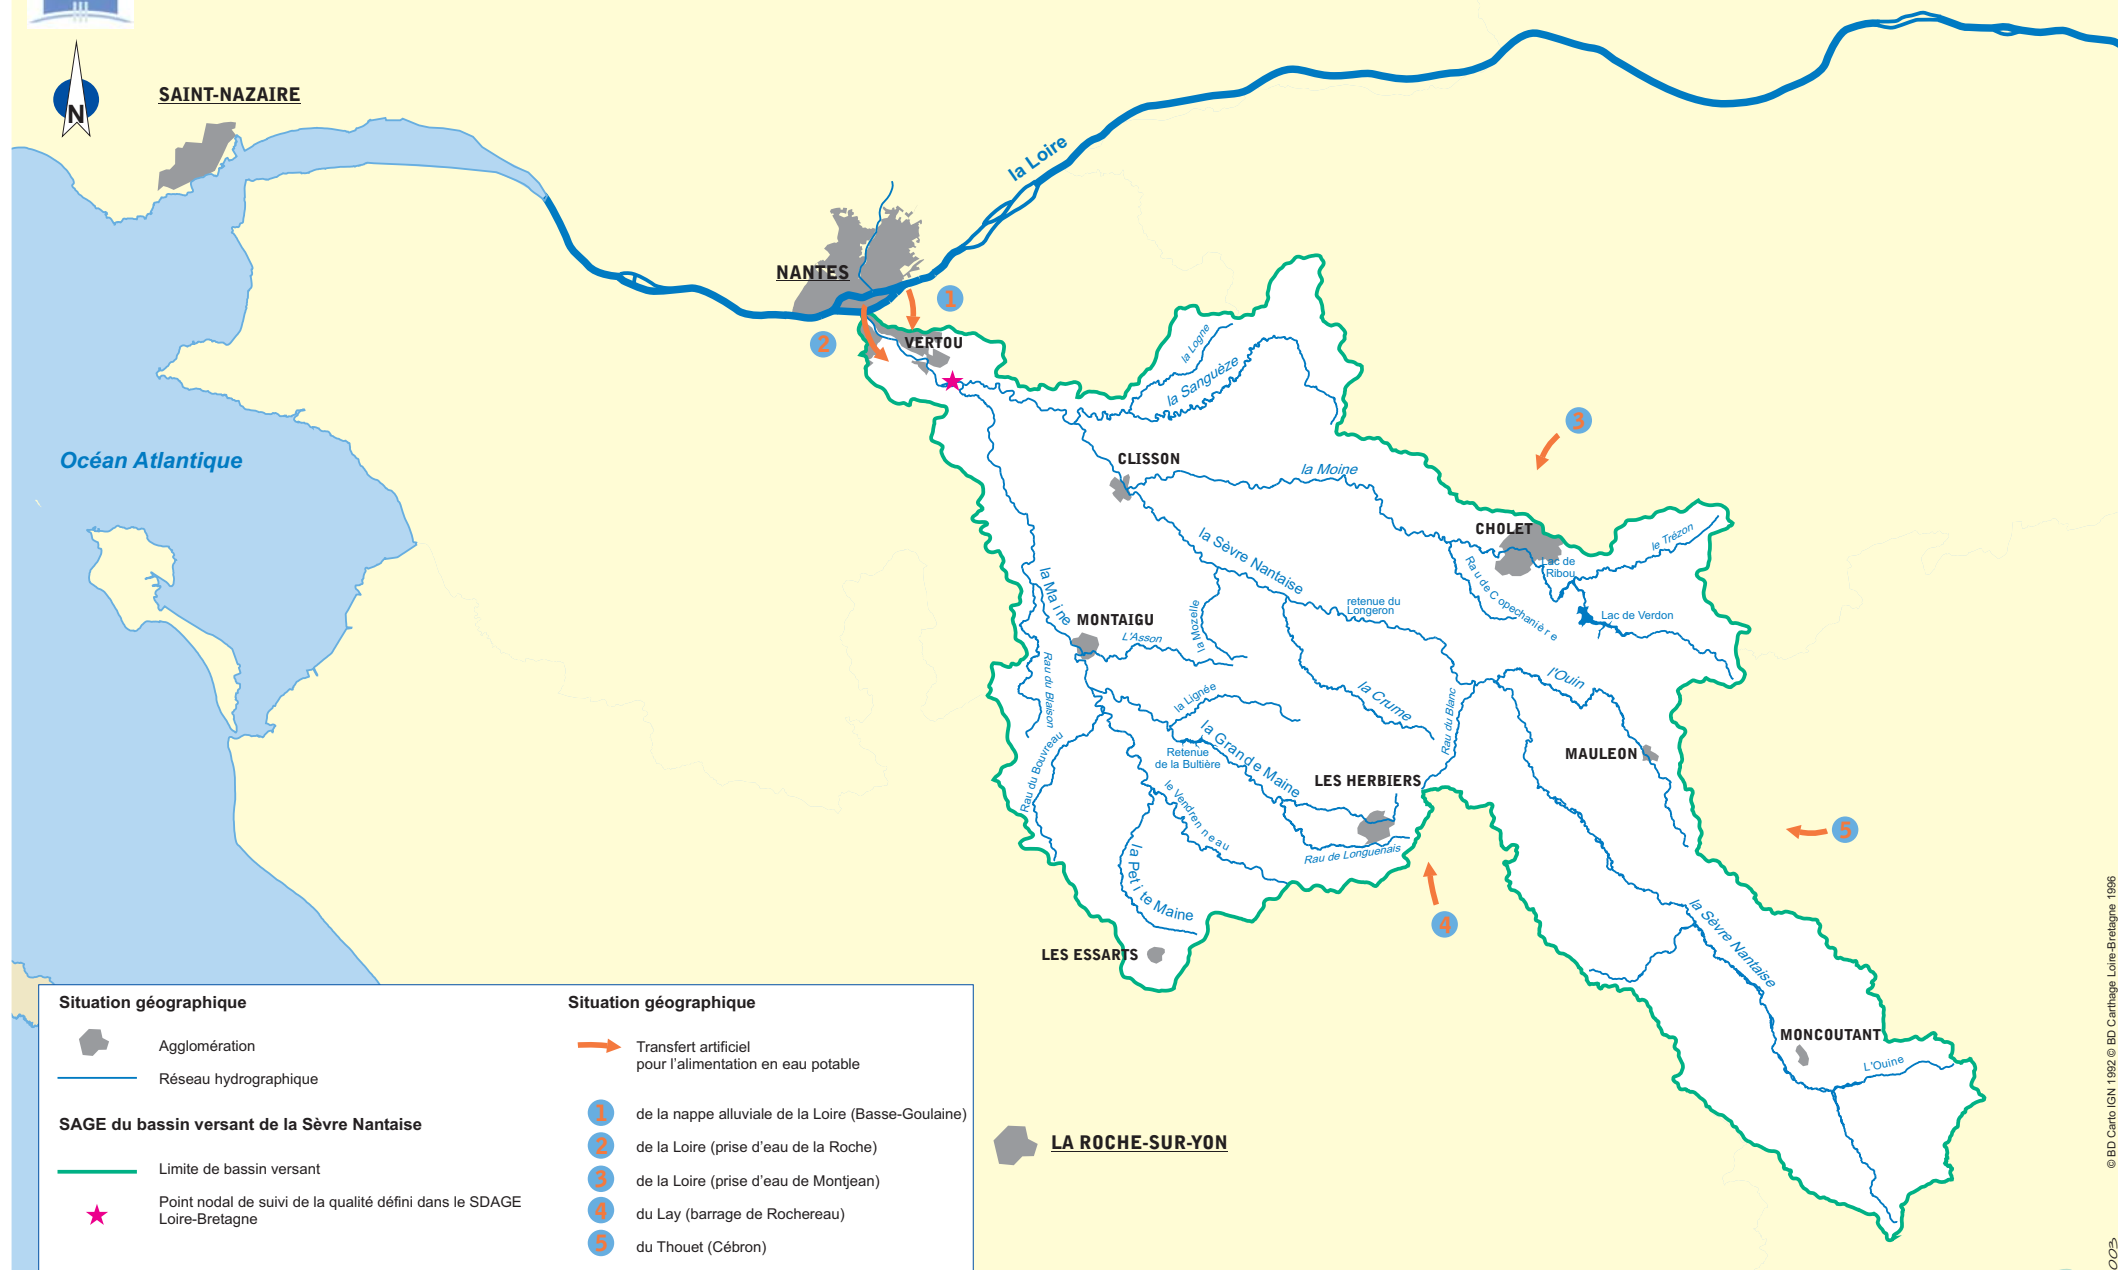 N
SAINT-NAZAIRE
la Loire
NANTES
1
2
VERTOU
la Logne
la Sanguèze
3
Océan Atlantique
CLISSON
la Moine
CHOLET
le Trézon
Lac de
Ribou
la Sèvre Nantaise
Rau de Copechanière
la Maine
retenue du
Longeron
Lac de Verdon
MONTAIGU
L'Asson
la Mozelle
Rau du Blaison
l'Ouin
la Lignée
la Crume
Rau du Blanc
la Grande Maine
Rau du Bouvreau
Retenue
de la Bultière
MAULEON
LES HERBIERS
le Vendrenneau
5
Rau de Longuenais
la Petite Maine
4
la Sèvre Nantaise
LES ESSARTS
MONCOUTANT
L'Ouine
LA ROCHE-SUR-YON
Situation géographique
Agglomération
Réseau hydrographique
SAGE du bassin versant de la Sèvre Nantaise
Limite de bassin versant
Point nodal de suivi de la qualité défini dans le SDAGE
Loire-Bretagne
Situation géographique
Transfert artificiel
pour l'alimentation en eau potable
1 de la nappe alluviale de la Loire (Basse-Goulaine)
2 de la Loire (prise d'eau de la Roche)
3 de la Loire (prise d'eau de Montjean)
4 du Lay (barrage de Rochereau)
5 du Thouet (Cébron)
© BD Carto IGN 1992 © BD Carthage Loire-Bretagne 1996
003